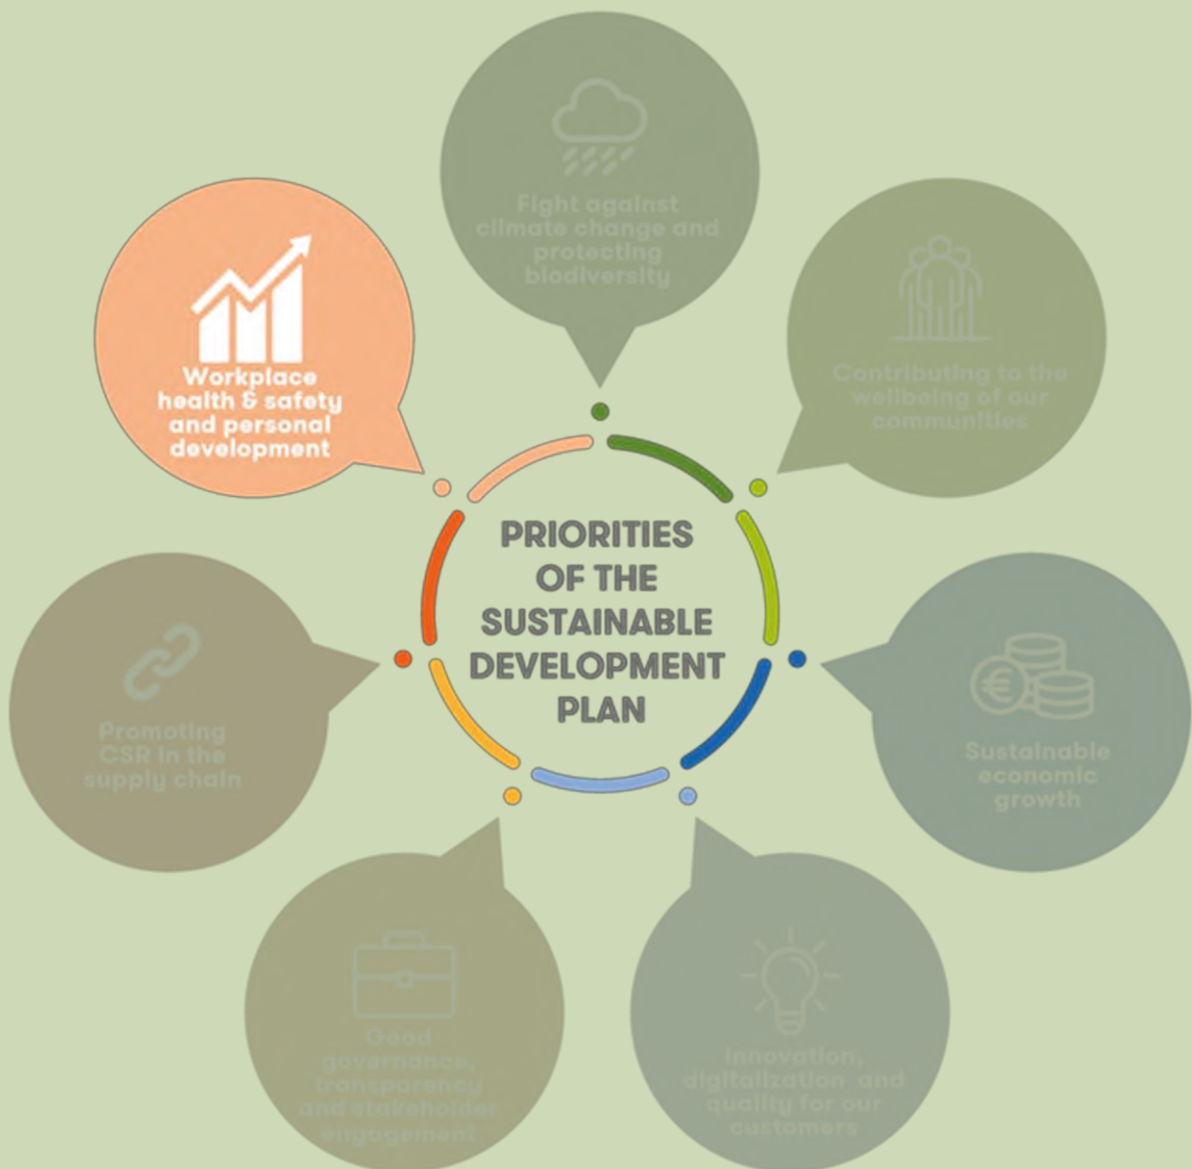 Fight against
climate change and
protecting
biodiversity
Workplace
health & safety
and personal
development
Contributing to the
wellbeing of our
communities
PRIORITIES
OF THE
SUSTAINABLE
DEVELOPMENT
PLAN
Promoting
CSR in the
supply chain
€
Sustainable
economic
growth
Good
governance,
transparency
and stakeholder
engagement
Innovation,
digitalization and
quality for our
customers